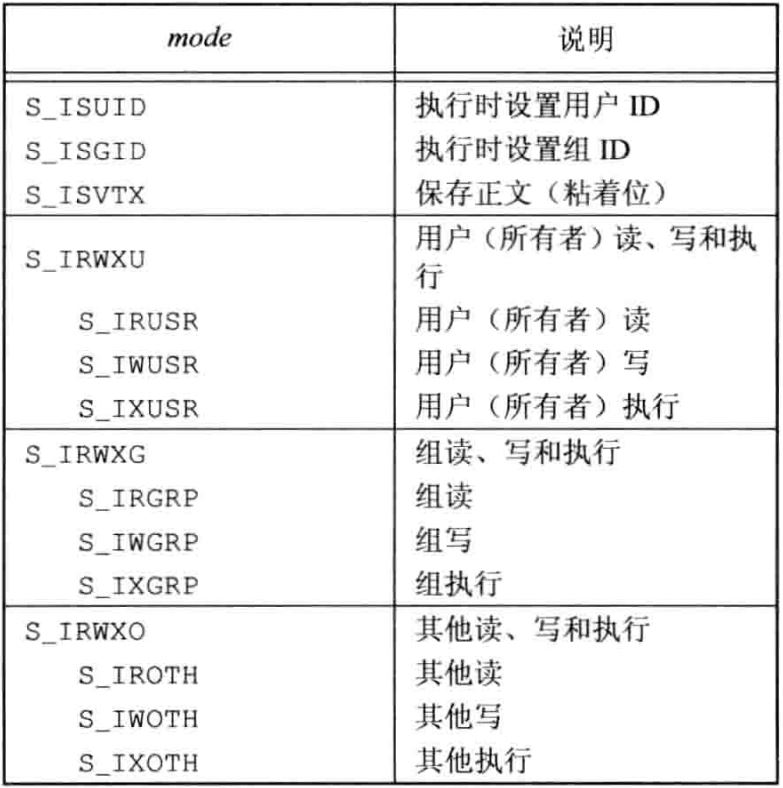 mode 说明
S_ISUID 执行时设置用户 ID
S_ISGID 执行时设置组 ID
S_ISVTX 保存正文（粘着位）
S_IRWXU 用户（所有者）读、写和执
行
S_IRUSR 用户（所有者）读
S_IWUSR 用户（所有者）写
S_IXUSR 用户（所有者）执行
S_IRWXG 组读、写和执行
S_IRGRP 组读
S_IWGRP 组写
S_IXGRP 组执行
S_IRWXO 其他读、写和执行
S_IROTH 其他读
S_IWOTH 其他写
S_IXOTH 其他执行